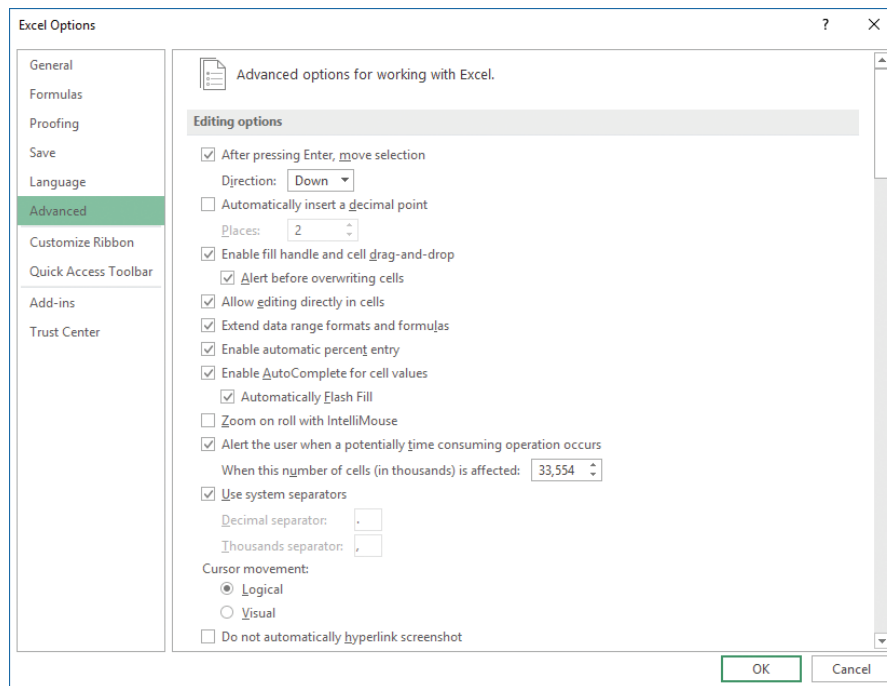 Excel Options
?
General
Formulas
Proofing
Save
Language
Advanced
Customize Ribbon
Quick Access Toolbar
Add-ins
Trust Center
Advanced options for working with Excel.
Editing options
After pressing Enter, move selection
Direction: Down
Automatically insert a decimal point
Places: 2
Enable fill handle and cell drag-and-drop
Alert before overwriting cells
Allow editing directly in cells
Extend data range formats and formulas
Enable automatic percent entry
Enable AutoComplete for cell values
Automatically Flash Fill
Zoom on roll with IntelliMouse
Alert the user when a potentially time consuming operation occurs
When this number of cells (in thousands) is affected: 33,554
Use system separators
Decimal separator: .
Thousands separator: ,
Cursor movement:
Logical
Visual
Do not automatically hyperlink screenshot
OK
Cancel